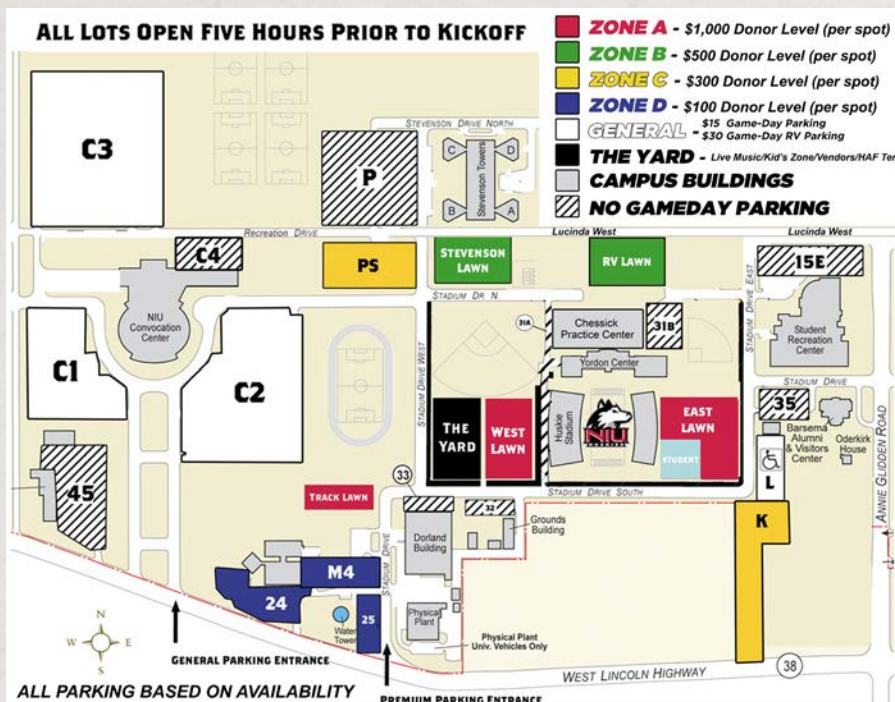 ALL LOTS OPEN FIVE HOURS PRIOR TO KICKOFF
ZONE A - $1,000 Donor Level (per spot)
ZONE B - $500 Donor Level (per spot)
ZONE C - $300 Donor Level (per spot)
ZONE D - $100 Donor Level (per spot)
GENERAL - $15 Game-Day Parking
$30 Game-Day RV Parking
THE YARD - Live Music/Kid's Zone/Vendors/HAF Ten
CAMPUS BUILDINGS
NO GAMEDAY PARKING
C3
P
STEVENSON DRIVE NORTH
C
D
Stevenson Towers
B
A
Recreation Drive
Lucinda West
Lucinda West
C4
PS
STEVENSON
LAWN
RV LAWN
15E
NIU
Convocation
Center
STADIUM DR. N.
STADIUM DRIVE EAST
31A
Chessick
Practice Center
31B
Student
Recreation
Center
C1
C2
STADIUM DRIVE WEST
Yordon Center
STADIUM DRIVE
THE
YARD
WEST
LAWN
Huskie
Stadium
NIU
EAST
LAWN
STUDENT
35
Barsema
Alumni
& Visitors
Center
Oderkirk
House
ANNIE GLIDDEN ROAD
45
33
TRACK LAWN
32
STADIUM DRIVE SOUTH
L
K
Dorland
Building
Grounds
Building
STADIUM DRIVE
M4
24
25
Water
Tower
Physical
Plant
Physical Plant
Univ. Vehicles Only
N
W
E
S
GENERAL PARKING ENTRANCE
WEST LINCOLN HIGHWAY
38
ALL PARKING BASED ON AVAILABILITY
PREMIUM PARKING ENTRANCE